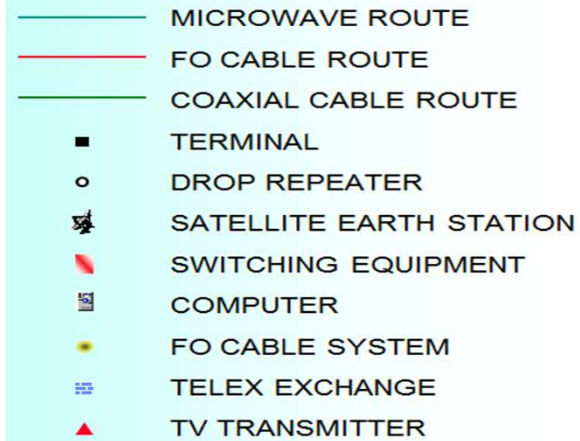 MICROWAVE ROUTE
FO CABLE ROUTE
COAXIAL CABLE ROUTE
TERMINAL
DROP REPEATER
SATELLITE EARTH STATION
SWITCHING EQUIPMENT
COMPUTER
FO CABLE SYSTEM
TELEX EXCHANGE
TV TRANSMITTER